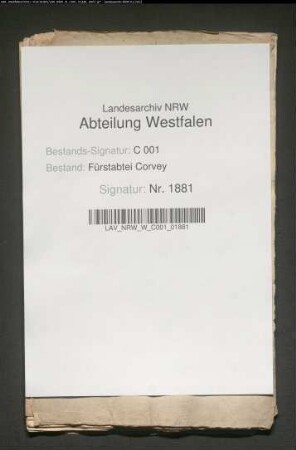 Landesarchiv NRW
Abteilung Westfalen
Bestands-Signatur: C 001
Bestand: Fürstabtei Corvey
Signatur: Nr. 1881
LAV_NRW_W_C001_01881